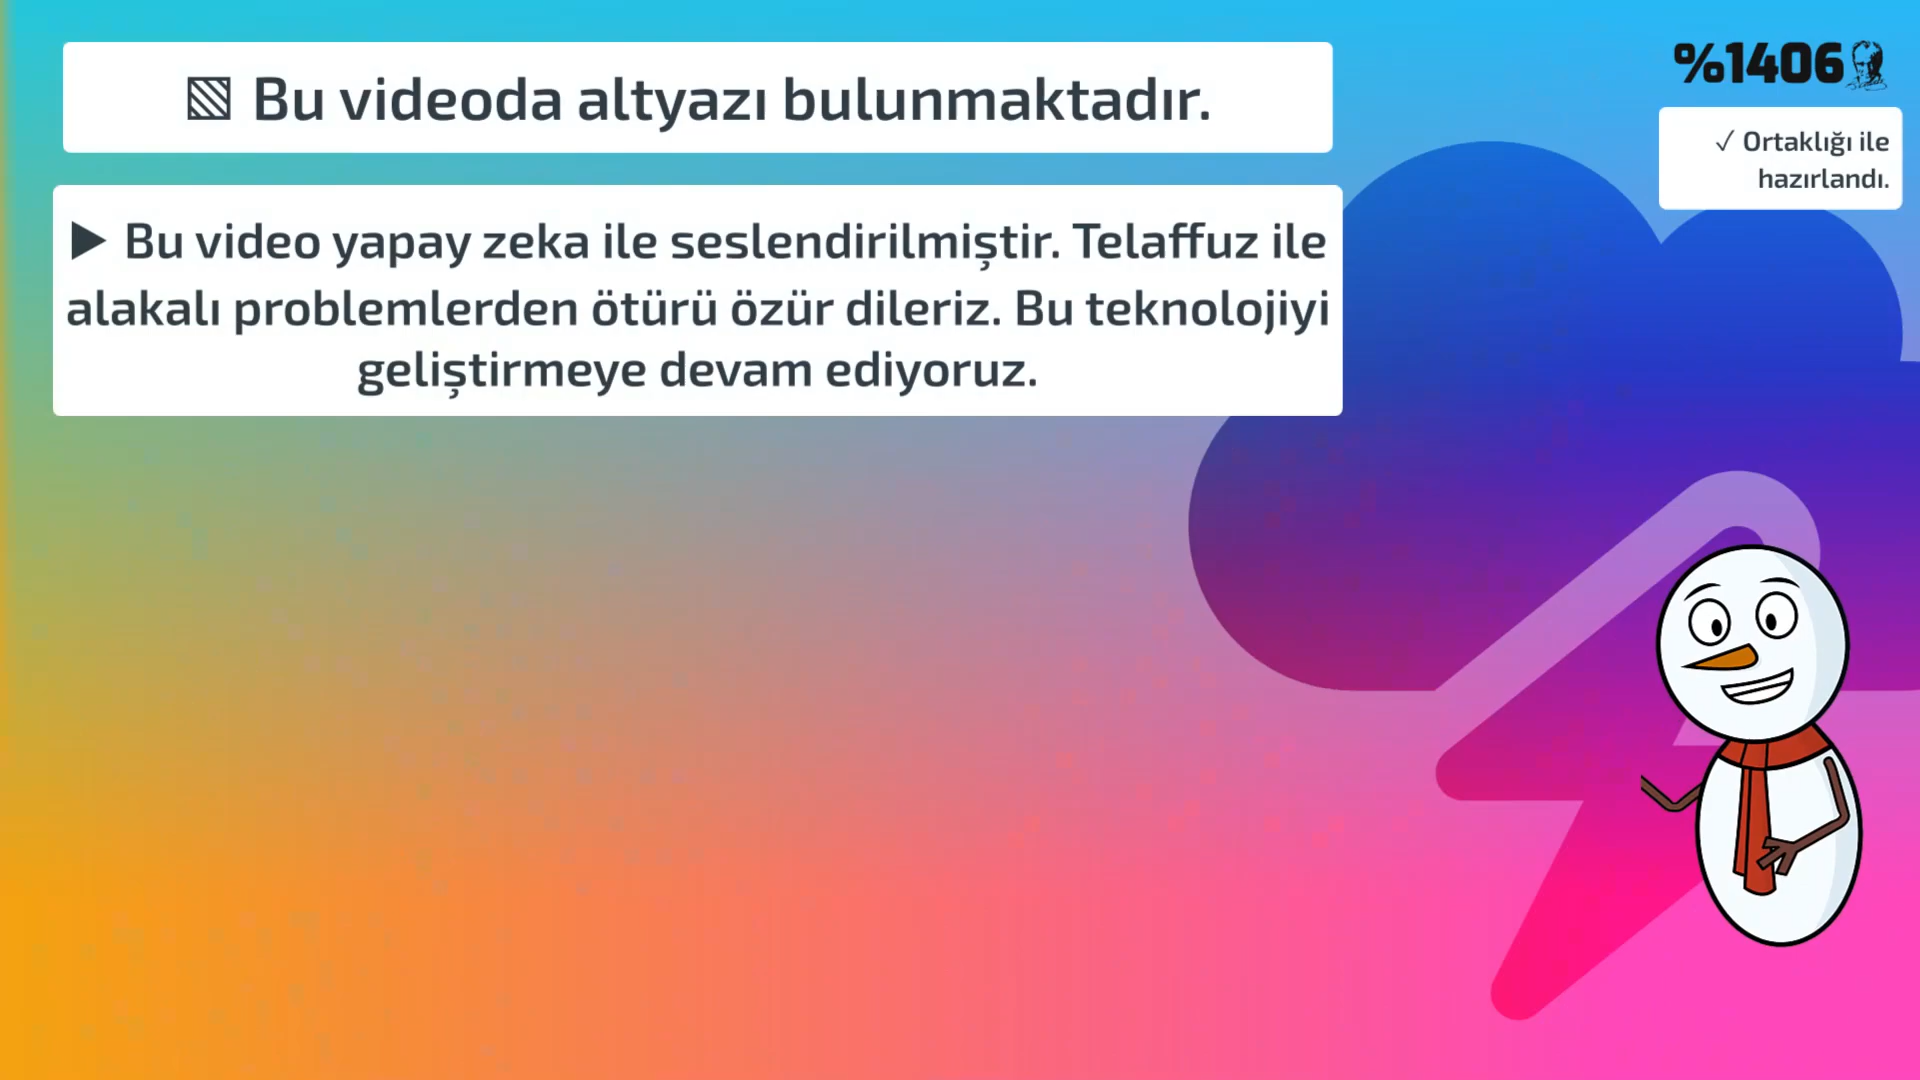 ▧ Bu videoda altyazı bulunmaktadır.
▶ Bu video yapay zeka ile seslendirilmiştir. Telaffuz ile
alakalı problemlerden ötürü özür dileriz. Bu teknolojiyi
geliştirmeye devam ediyoruz.
%1406
✓ Ortaklığı ile
hazırlandı.